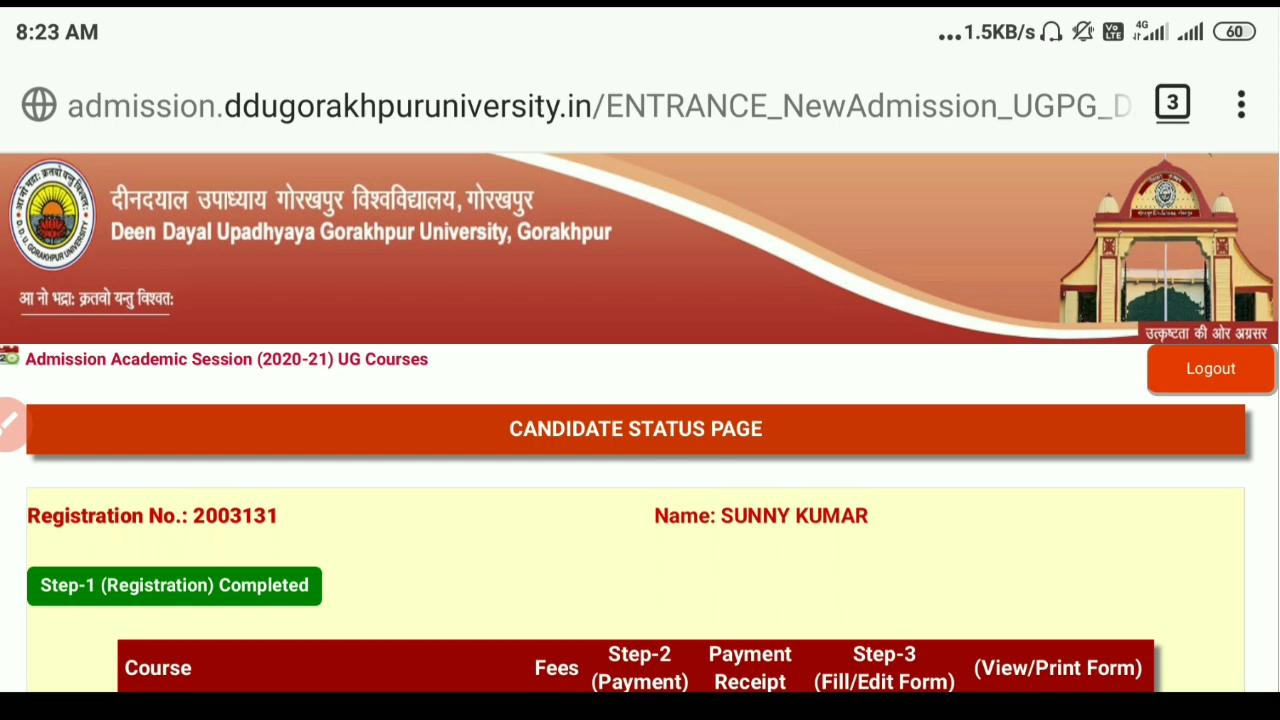 8:23 AM
...1.5KB/s VoLTE 4G 60
admission.ddugorakhpuruniversity.in/ENTRANCE_NewAdmission_UGPG_D
3
दीनदयाल उपाध्याय गोरखपुर विश्वविद्यालय, गोरखपुर
Deen Dayal Upadhyaya Gorakhpur University, Gorakhpur
आ नो भद्रा: क्रतवो यन्तु विश्वत:
उत्कृष्टता की ओर अग्रसर
Admission Academic Session (2020-21) UG Courses
Logout
CANDIDATE STATUS PAGE
Registration No.: 2003131 Name: SUNNY KUMAR
Step-1 (Registration) Completed
Course Fees Step-2 (Payment) Payment Receipt Step-3 (Fill/Edit Form) (View/Print Form)